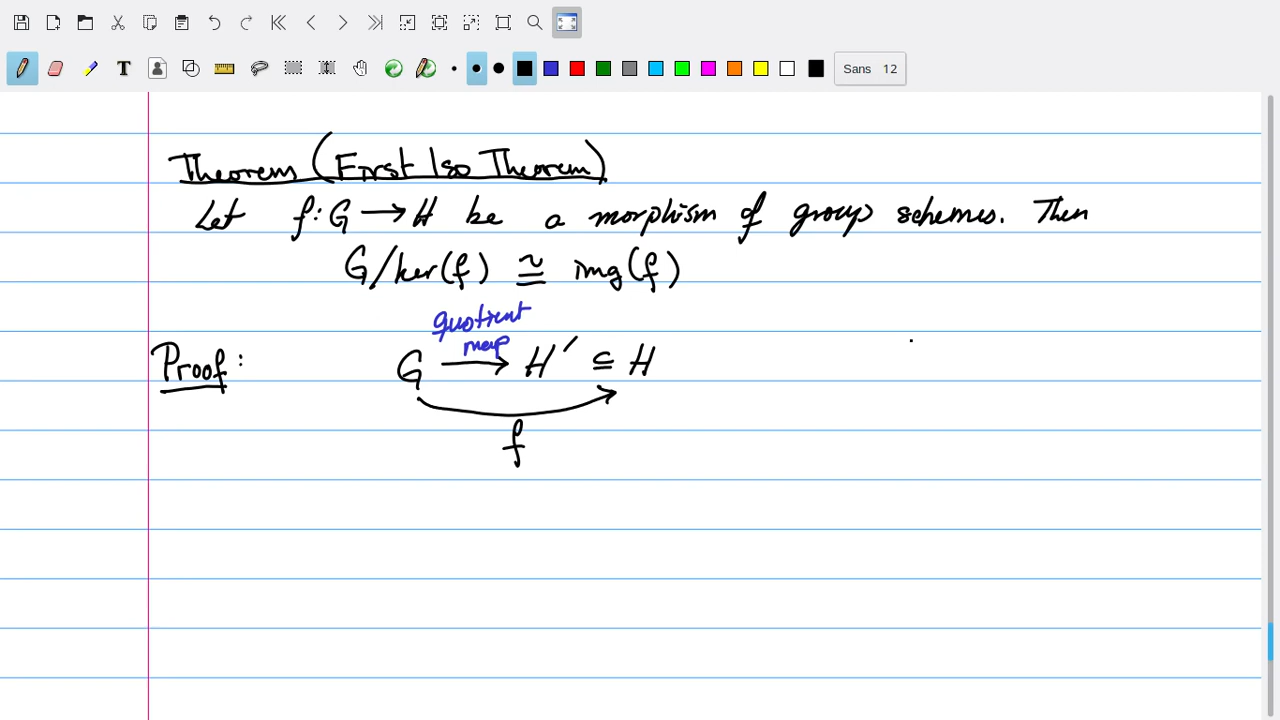 Sans 12
Theorem (First Iso Theorem)
Let f: G ⟶ H be a morphism of group schemes. Then
G/ker(f) ≅ img(f)
quotient
map
Proof: G ⟶ H′ ⊆ H
f